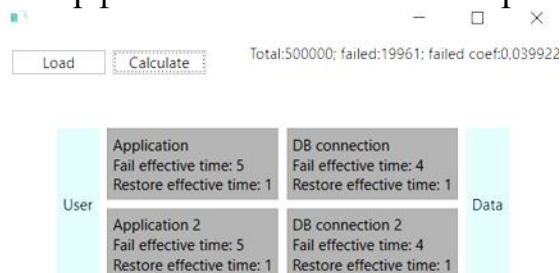 Load
Calculate
Total:500000; failed:19961; failed coef:0,039922
User
Application
Fail effective time: 5
Restore effective time: 1
DB connection
Fail effective time: 4
Restore effective time: 1
Application 2
Fail effective time: 5
Restore effective time: 1
DB connection 2
Fail effective time: 4
Restore effective time: 1
Data